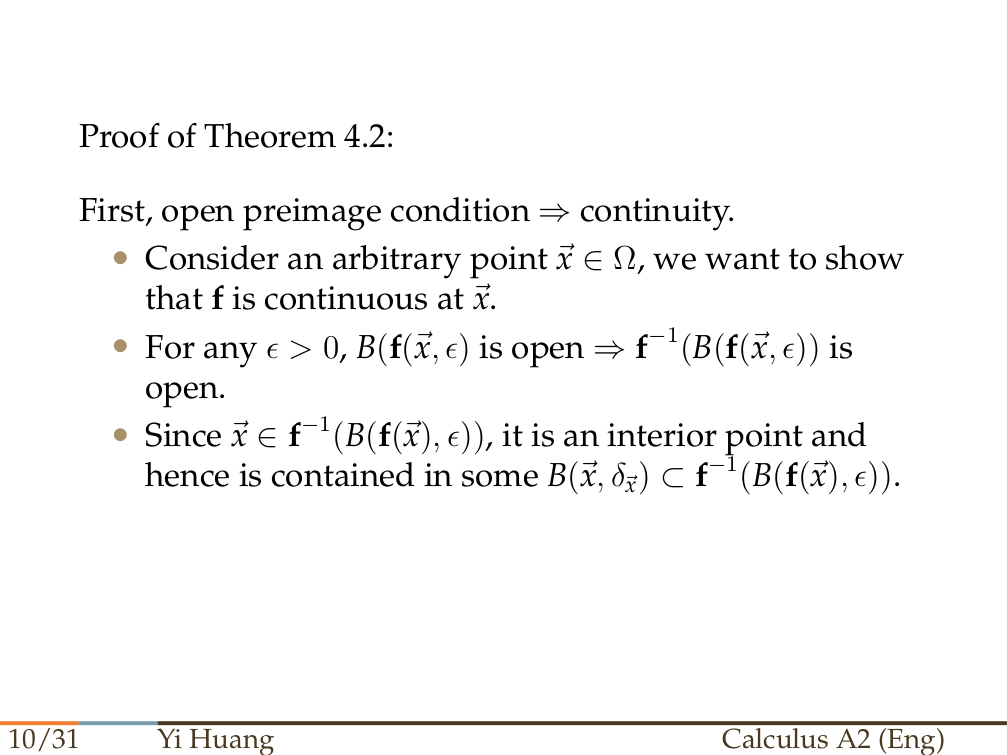 Proof of Theorem 4.2:
First, open preimage condition ⇒ continuity.
• Consider an arbitrary point x⃗ ∈ Ω, we want to show
that f is continuous at x⃗.
• For any ϵ > 0, B(f(x⃗, ϵ) is open ⇒ f⁻¹(B(f(x⃗, ϵ)) is
open.
• Since x⃗ ∈ f⁻¹(B(f(x⃗), ϵ)), it is an interior point and
hence is contained in some B(x⃗, δ_x⃗) ⊂ f⁻¹(B(f(x⃗), ϵ)).
10/31 Yi Huang Calculus A2 (Eng)